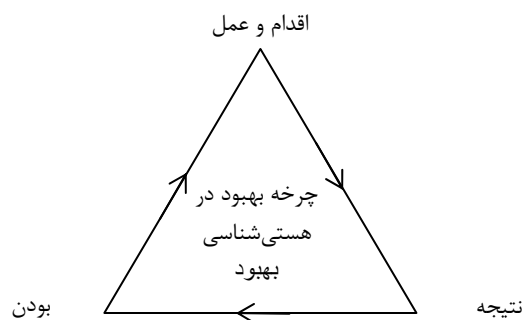 اقدام و عمل
چرخه بهبود در
هستی‌شناسی
بهبود
نتیجه
بودن